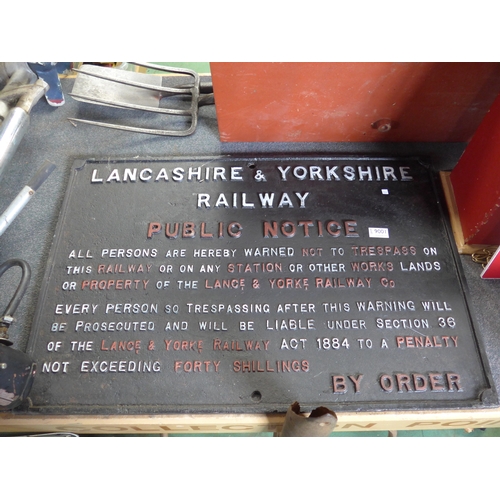 LANCASHIRE & YORKSHIRE
RAILWAY
PUBLIC NOTICE
9001
ALL PERSONS ARE HEREBY WARNED NOT TO TRESPASS ON
THIS RAILWAY OR ON ANY STATION OR OTHER WORKS LANDS
OR PROPERTY OF THE LANCE & YORKE RAILWAY CO
EVERY PERSON SO TRESPASSING AFTER THIS WARNING WILL
BE PROSECUTED AND WILL BE LIABLE UNDER SECTION 36
OF THE LANCE & YORKE RAILWAY ACT 1884 TO A PENALTY
NOT EXCEEDING FORTY SHILLINGS
BY ORDER